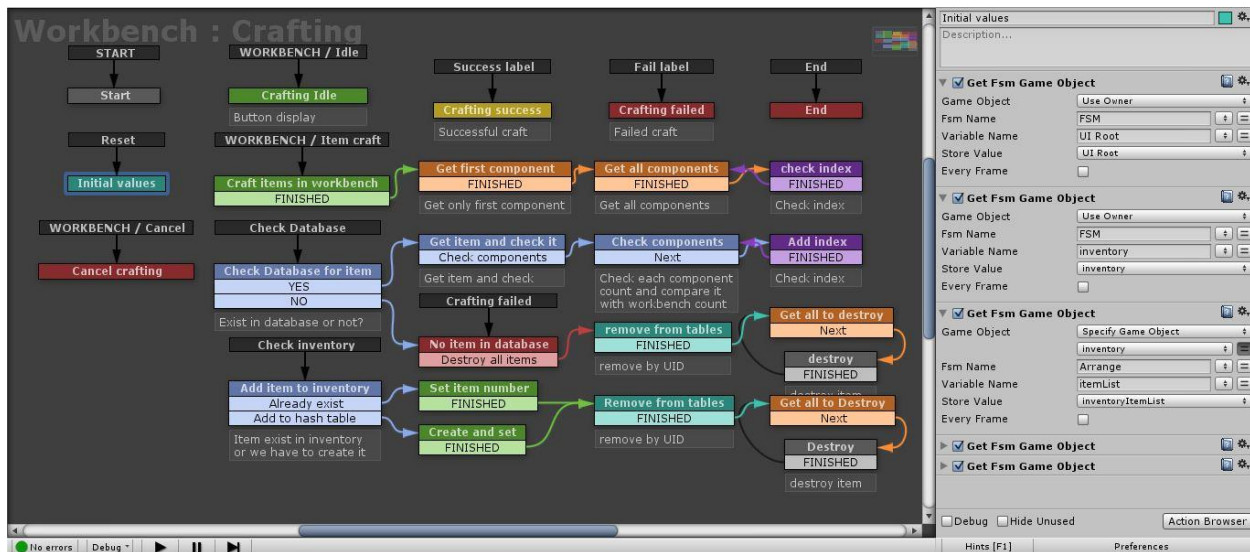 Workbench : Crafting
START
Start
Reset
Initial values
WORKBENCH / Cancel
Cancel crafting
WORKBENCH / Idle
Crafting Idle
Button display
WORKBENCH / Item craft
Craft items in workbench
FINISHED
Check Database
Check Database for item
YES
NO
Exist in database or not?
Check inventory
Add item to inventory
Already exist
Add to hash table
Item exist in inventory
or we have to create it
Success label
Crafting success
Successful craft
Get first component
FINISHED
Get only first component
Get item and check it
Check components
Get item and check
Crafting failed
No item in database
Destroy all items
Set item number
FINISHED
Create and set
FINISHED
Fail label
Crafting failed
Failed craft
Get all components
FINISHED
Get all components
Check components
Next
Check each component
count and compare it
with workbench count
remove from tables
FINISHED
remove by UID
Remove from tables
FINISHED
remove by UID
End
End
check index
FINISHED
Check index
Add index
FINISHED
Check index
Get all to destroy
Next
destroy
FINISHED
destroy item
Get all to Destroy
Next
Destroy
FINISHED
destroy item
Initial values
Description...
Get Fsm Game Object
Game Object Use Owner
Fsm Name FSM
Variable Name UI Root
Store Value UI Root
Every Frame
Get Fsm Game Object
Game Object Use Owner
Fsm Name FSM
Variable Name inventory
Store Value inventory
Every Frame
Get Fsm Game Object
Game Object Specify Game Object
inventory
Fsm Name Arrange
Variable Name itemList
Store Value inventoryItemList
Every Frame
Get Fsm Game Object
Get Fsm Game Object
Debug Hide Unused Action Browser
No errors Debug Hints [F1] Preferences